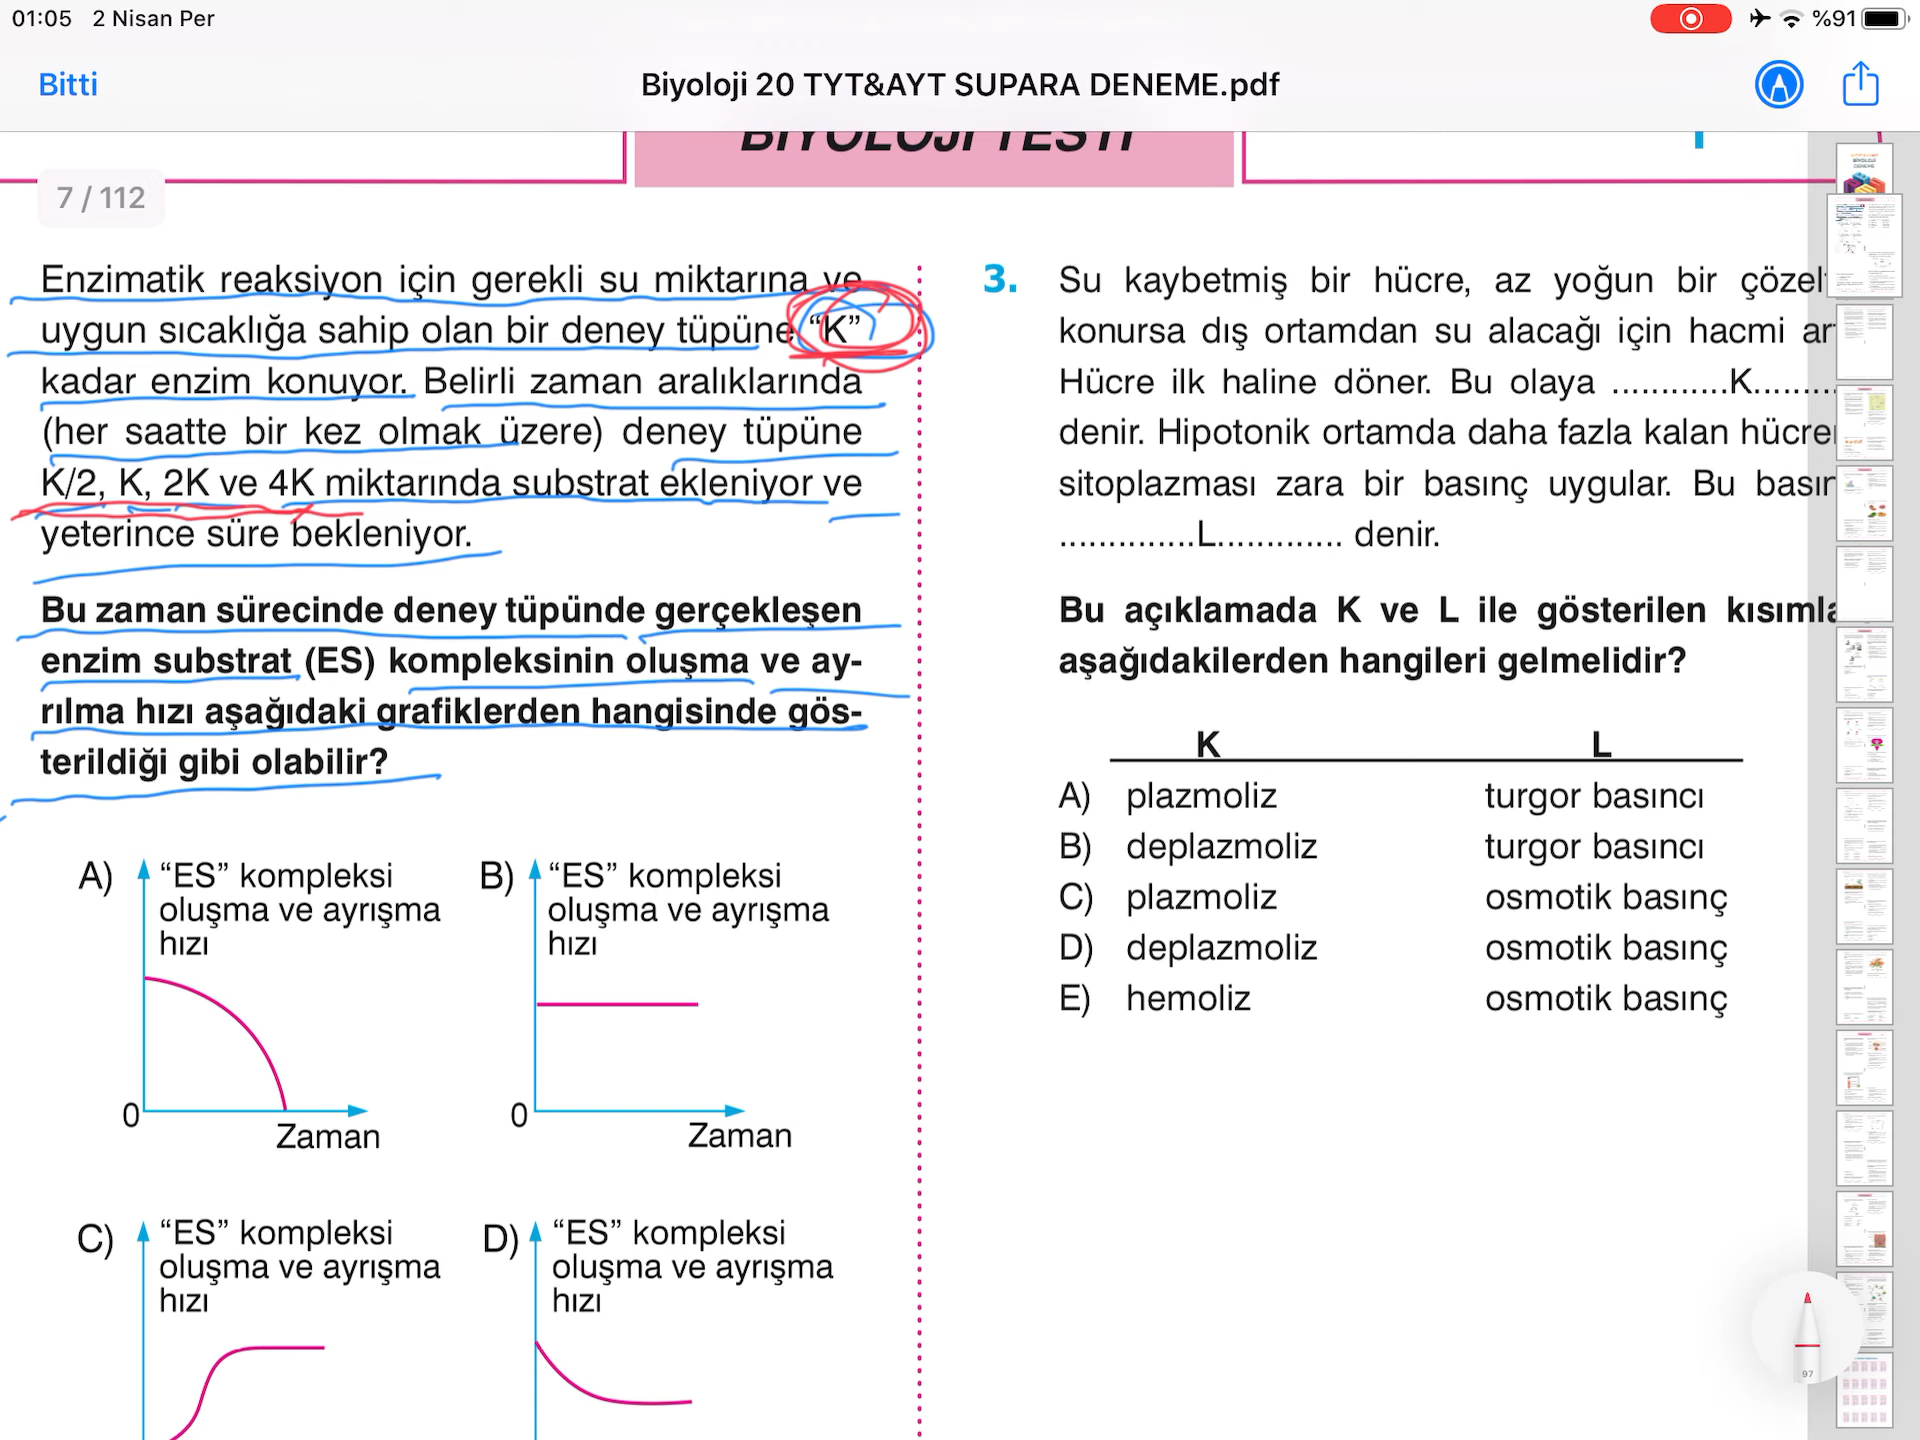 01:05 2 Nisan Per
%91
Bitti
Biyoloji 20 TYT&AYT SUPARA DENEME.pdf
BİYOLOJİ TESTİ
7 / 112
Enzimatik reaksiyon için gerekli su miktarına ve
uygun sıcaklığa sahip olan bir deney tüpüne “K”
kadar enzim konuyor. Belirli zaman aralıklarında
(her saatte bir kez olmak üzere) deney tüpüne
K/2, K, 2K ve 4K miktarında substrat ekleniyor ve
yeterince süre bekleniyor.
Bu zaman sürecinde deney tüpünde gerçekleşen
enzim substrat (ES) kompleksinin oluşma ve ay-
rılma hızı aşağıdaki grafiklerden hangisinde gös-
terildiği gibi olabilir?
A) “ES” kompleksi
oluşma ve ayrışma
hızı
0
Zaman
B) “ES” kompleksi
oluşma ve ayrışma
hızı
0
Zaman
C) “ES” kompleksi
oluşma ve ayrışma
hızı
D) “ES” kompleksi
oluşma ve ayrışma
hızı
3. Su kaybetmiş bir hücre, az yoğun bir çözel
konursa dış ortamdan su alacağı için hacmi ar
Hücre ilk haline döner. Bu olaya ............K.........
denir. Hipotonik ortamda daha fazla kalan hücre
sitoplazması zara bir basınç uygular. Bu basın
..............L............. denir.
Bu açıklamada K ve L ile gösterilen kısımla
aşağıdakilerden hangileri gelmelidir?
K L
A) plazmoliz turgor basıncı
B) deplazmoliz turgor basıncı
C) plazmoliz osmotik basınç
D) deplazmoliz osmotik basınç
E) hemoliz osmotik basınç
97